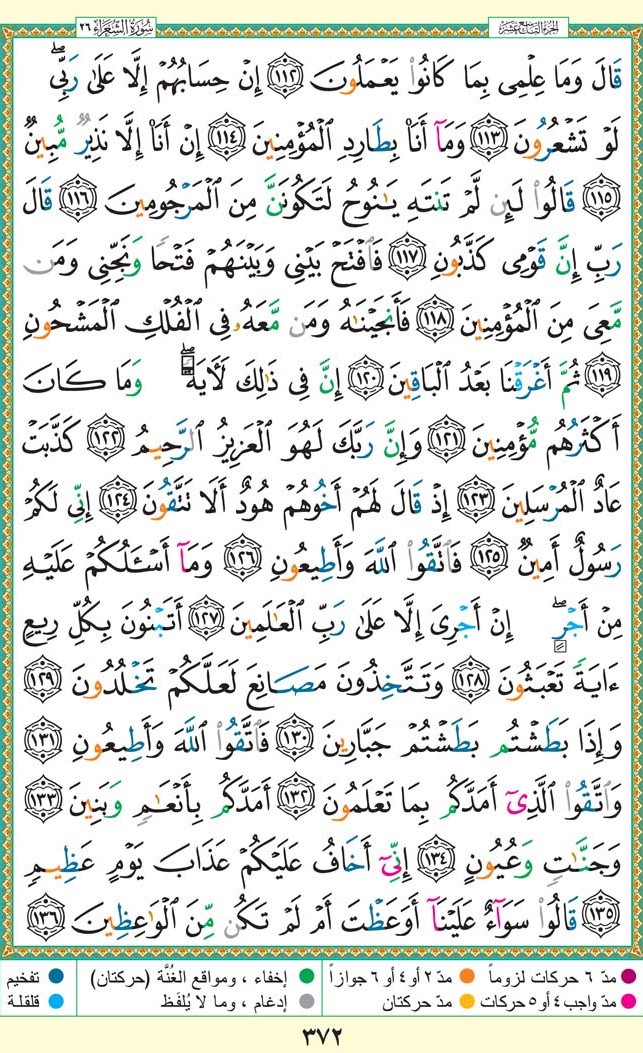 سُورَةُ الشُّعَرَاءِ ٢٦ الجزء التاسع عشر
قَالَ وَمَا عِلْمِى بِمَا كَانُوا۟ يَعْمَلُونَ ١١٢ إِنْ حِسَابُهُمْ إِلَّا عَلَىٰ رَبِّى ۖ
لَوْ تَشْعُرُونَ ١١٣ وَمَآ أَنَا۠ بِطَارِدِ ٱلْمُؤْمِنِينَ ١١٤ إِنْ أَنَا۠ إِلَّا نَذِيرٌ مُّبِينٌ
١١٥ قَالُوا۟ لَئِن لَّمْ تَنتَهِ يَـٰنُوحُ لَتَكُونَنَّ مِنَ ٱلْمَرْجُومِينَ ١١٦ قَالَ
رَبِّ إِنَّ قَوْمِى كَذَّبُونِ ١١٧ فَٱفْتَحْ بَيْنِى وَبَيْنَهُمْ فَتْحًا وَنَجِّنِى وَمَن
مَّعِىَ مِنَ ٱلْمُؤْمِنِينَ ١١٨ فَأَنجَيْنَـٰهُ وَمَن مَّعَهُۥ فِى ٱلْفُلْكِ ٱلْمَشْحُونِ
١١٩ ثُمَّ أَغْرَقْنَا بَعْدُ ٱلْبَاقِينَ ١٢٠ إِنَّ فِى ذَٰلِكَ لَـَٔايَةً ۖ وَمَا كَانَ
أَكْثَرُهُم مُّؤْمِنِينَ ١٢١ وَإِنَّ رَبَّكَ لَهُوَ ٱلْعَزِيزُ ٱلرَّحِيمُ ١٢٢ كَذَّبَتْ
عَادٌ ٱلْمُرْسَلِينَ ١٢٣ إِذْ قَالَ لَهُمْ أَخُوهُمْ هُودٌ أَلَا تَتَّقُونَ ١٢٤ إِنِّى لَكُمْ
رَسُولٌ أَمِينٌ ١٢٥ فَٱتَّقُوا۟ ٱللَّهَ وَأَطِيعُونِ ١٢٦ وَمَآ أَسْـَٔلُكُمْ عَلَيْهِ
مِنْ أَجْرٍ ۖ إِنْ أَجْرِىَ إِلَّا عَلَىٰ رَبِّ ٱلْعَـٰلَمِينَ ١٢٧ أَتَبْنُونَ بِكُلِّ رِيعٍ
ءَايَةً تَعْبَثُونَ ١٢٨ وَتَتَّخِذُونَ مَصَانِعَ لَعَلَّكُمْ تَخْلُدُونَ ١٢٩
وَإِذَا بَطَشْتُم بَطَشْتُمْ جَبَّارِينَ ١٣٠ فَٱتَّقُوا۟ ٱللَّهَ وَأَطِيعُونِ ١٣١
وَٱتَّقُوا۟ ٱلَّذِىٓ أَمَدَّكُم بِمَا تَعْلَمُونَ ١٣٢ أَمَدَّكُم بِأَنْعَـٰمٍ وَبَنِينَ ١٣٣
وَجَنَّـٰتٍ وَعُيُونٍ ١٣٤ إِنِّىٓ أَخَافُ عَلَيْكُمْ عَذَابَ يَوْمٍ عَظِيمٍ
١٣٥ قَالُوا۟ سَوَآءٌ عَلَيْنَآ أَوَعَظْتَ أَمْ لَمْ تَكُن مِّنَ ٱلْوَٰعِظِينَ ١٣٦
مدّ ٦ حركات لزوماً مدّ ٢ أو ٤ أو ٦ جوازاً إخفاء ، ومواقع الغُنَّة (حركتان) تفخيم
مدّ واجب ٤ أو ٥ حركات مدّ حركتان إدغام ، وما لا يُلفَظ قلقلة
٣٧٢